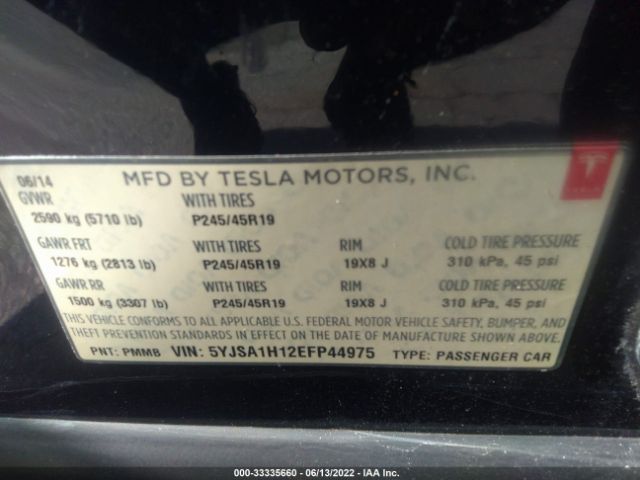 06/14 MFD BY TESLA MOTORS, INC.
TESLA
GVWR WITH TIRES
2590 kg (5710 lb) P245/45R19
GAWR FRT WITH TIRES RIM COLD TIRE PRESSURE
1276 kg (2813 lb) P245/45R19 19X8 J 310 kPa, 45 psi
GAWR RR WITH TIRES RIM COLD TIRE PRESSURE
1500 kg (3307 lb) P245/45R19 19X8 J 310 kPa, 45 psi
THIS VEHICLE CONFORMS TO ALL APPLICABLE U.S. FEDERAL MOTOR VEHICLE SAFETY, BUMPER, AND
THEFT PREVENTION STANDARDS IN EFFECT ON THE DATE OF MANUFACTURE SHOWN ABOVE.
PNT: PMMB VIN: 5YJSA1H12EFP44975 TYPE: PASSENGER CAR
000-33335660 - 06/13/2022 - IAA Inc.